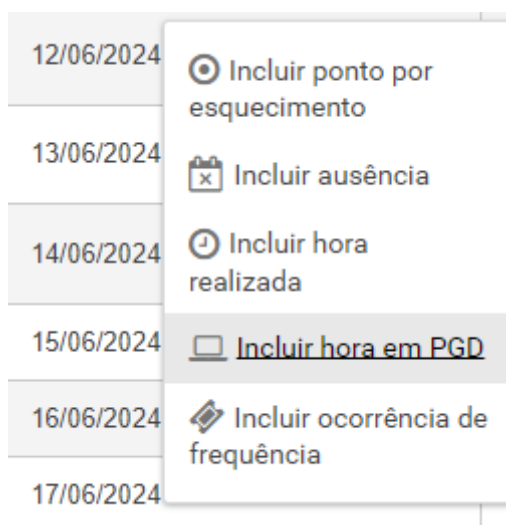 12/06/2024
Incluir ponto por
esquecimento
13/06/2024
Incluir ausência
14/06/2024
Incluir hora
realizada
15/06/2024
Incluir hora em PGD
16/06/2024
Incluir ocorrência de
frequência
17/06/2024